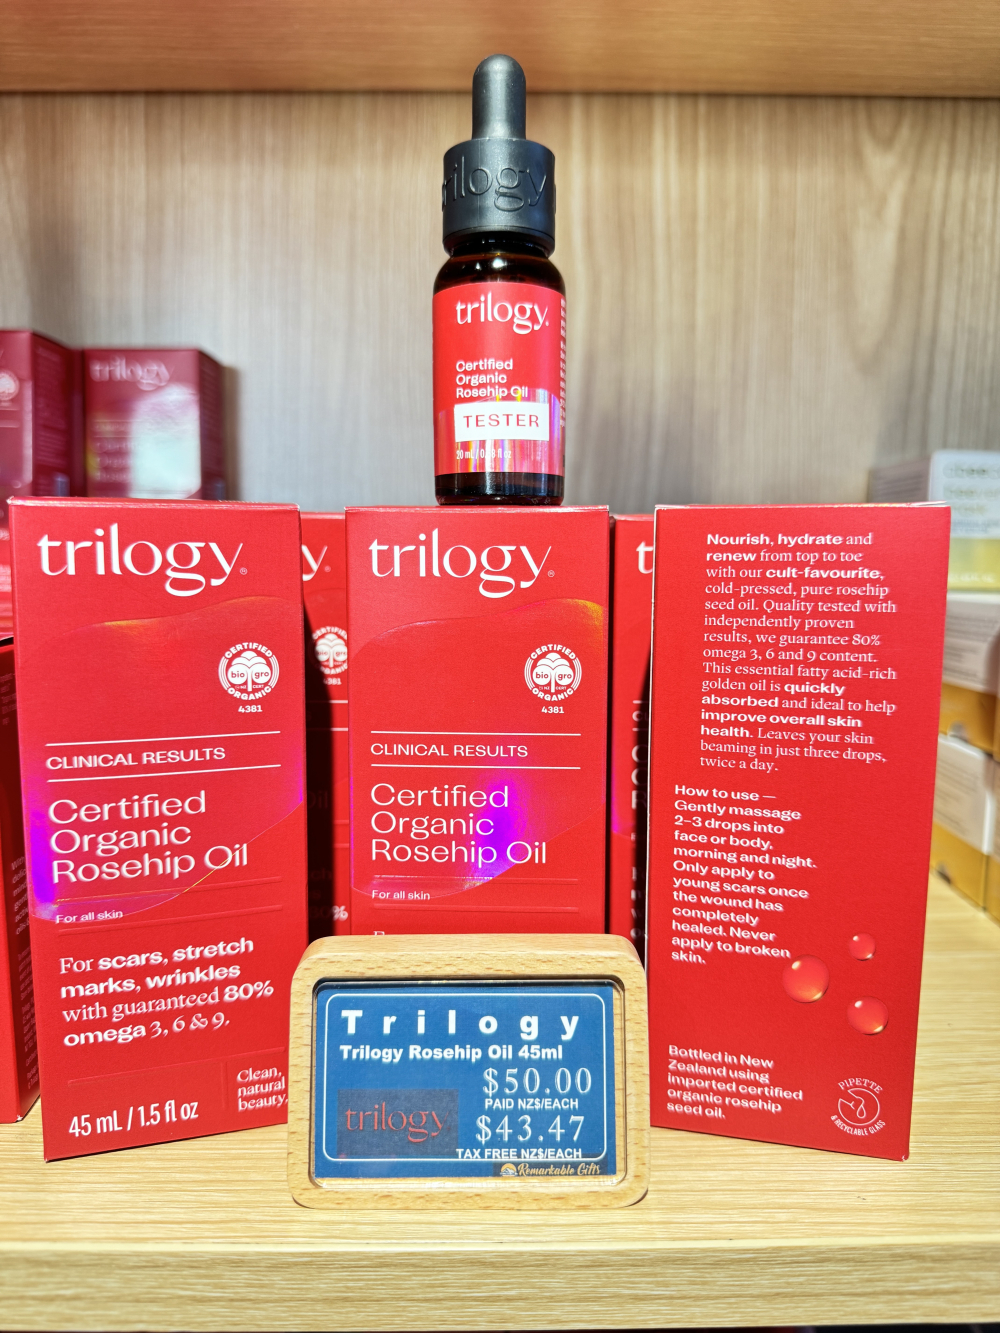 trilogy
trilogy
Certified
Organic
Rosehip Oil
TESTER
20 mL / 0.68 fl oz
trilogy
trilogy
CERTIFIED
bio gro
ORGANIC
4381
CLINICAL RESULTS
Certified
Organic
Rosehip Oil
For all skin
For scars, stretch
marks, wrinkles
with guaranteed 80%
omega 3, 6 & 9.
Clean,
natural
beauty.
45 mL / 1.5 fl oz
trilogy
CERTIFIED
bio gro
ORGANIC
4381
CLINICAL RESULTS
Certified
Organic
Rosehip Oil
For all skin
Nourish, hydrate and
renew from top to toe
with our cult-favourite,
cold-pressed, pure rosehip
seed oil. Quality tested with
independently proven
results, we guarantee 80%
omega 3, 6 and 9 content.
This essential fatty acid-rich
golden oil is quickly
absorbed and ideal to help
improve overall skin
health. Leaves your skin
beaming in just three drops,
twice a day.
How to use —
Gently massage
2-3 drops into
face or body,
morning and night.
Only apply to
young scars once
the wound has
completely
healed. Never
apply to broken
skin.
Bottled in New
Zealand using
imported certified
organic rosehip
seed oil.
PIPETTE
& RECYCLABLE GLASS
Trilogy
Trilogy Rosehip Oil 45ml
$50.00
PAID NZ$/EACH
trilogy
$43.47
TAX FREE NZ$/EACH
Remarkable Gifts